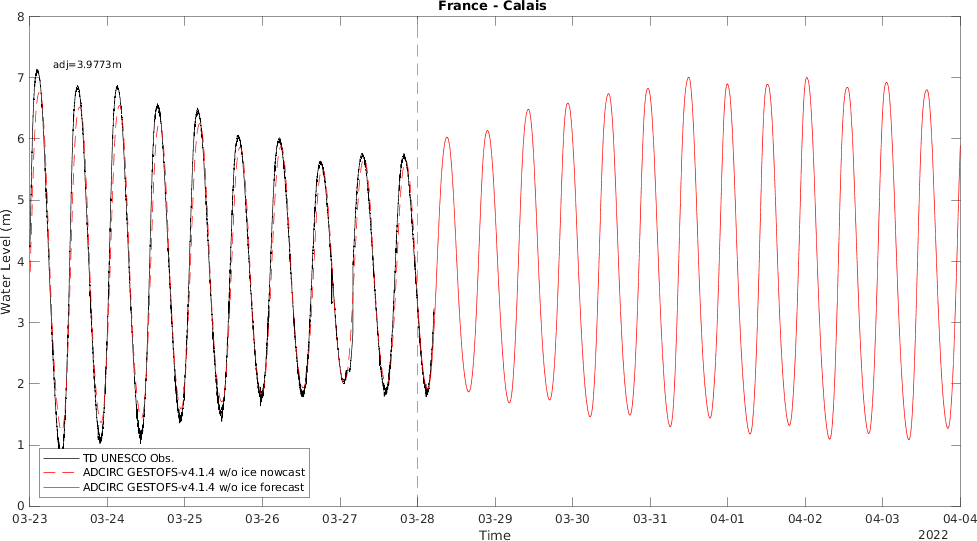 France - Calais
adj=3.9773m
8
7
6
5
4
3
2
1
0
Water Level (m)
TD UNESCO Obs.
ADCIRC GESTOFS-v4.1.4 w/o ice nowcast
ADCIRC GESTOFS-v4.1.4 w/o ice forecast
03-23 03-24 03-25 03-26 03-27 03-28 03-29 03-30 03-31 04-01 04-02 04-03 04-04
Time
2022